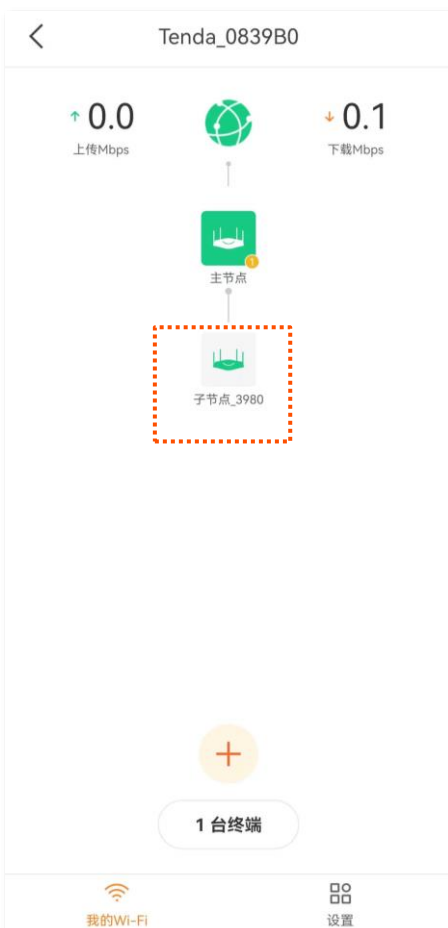 Tenda_0839B0
0.0
上传Mbps
0.1
下载Mbps
1
主节点
子节点_3980
1 台终端
我的Wi-Fi
设置